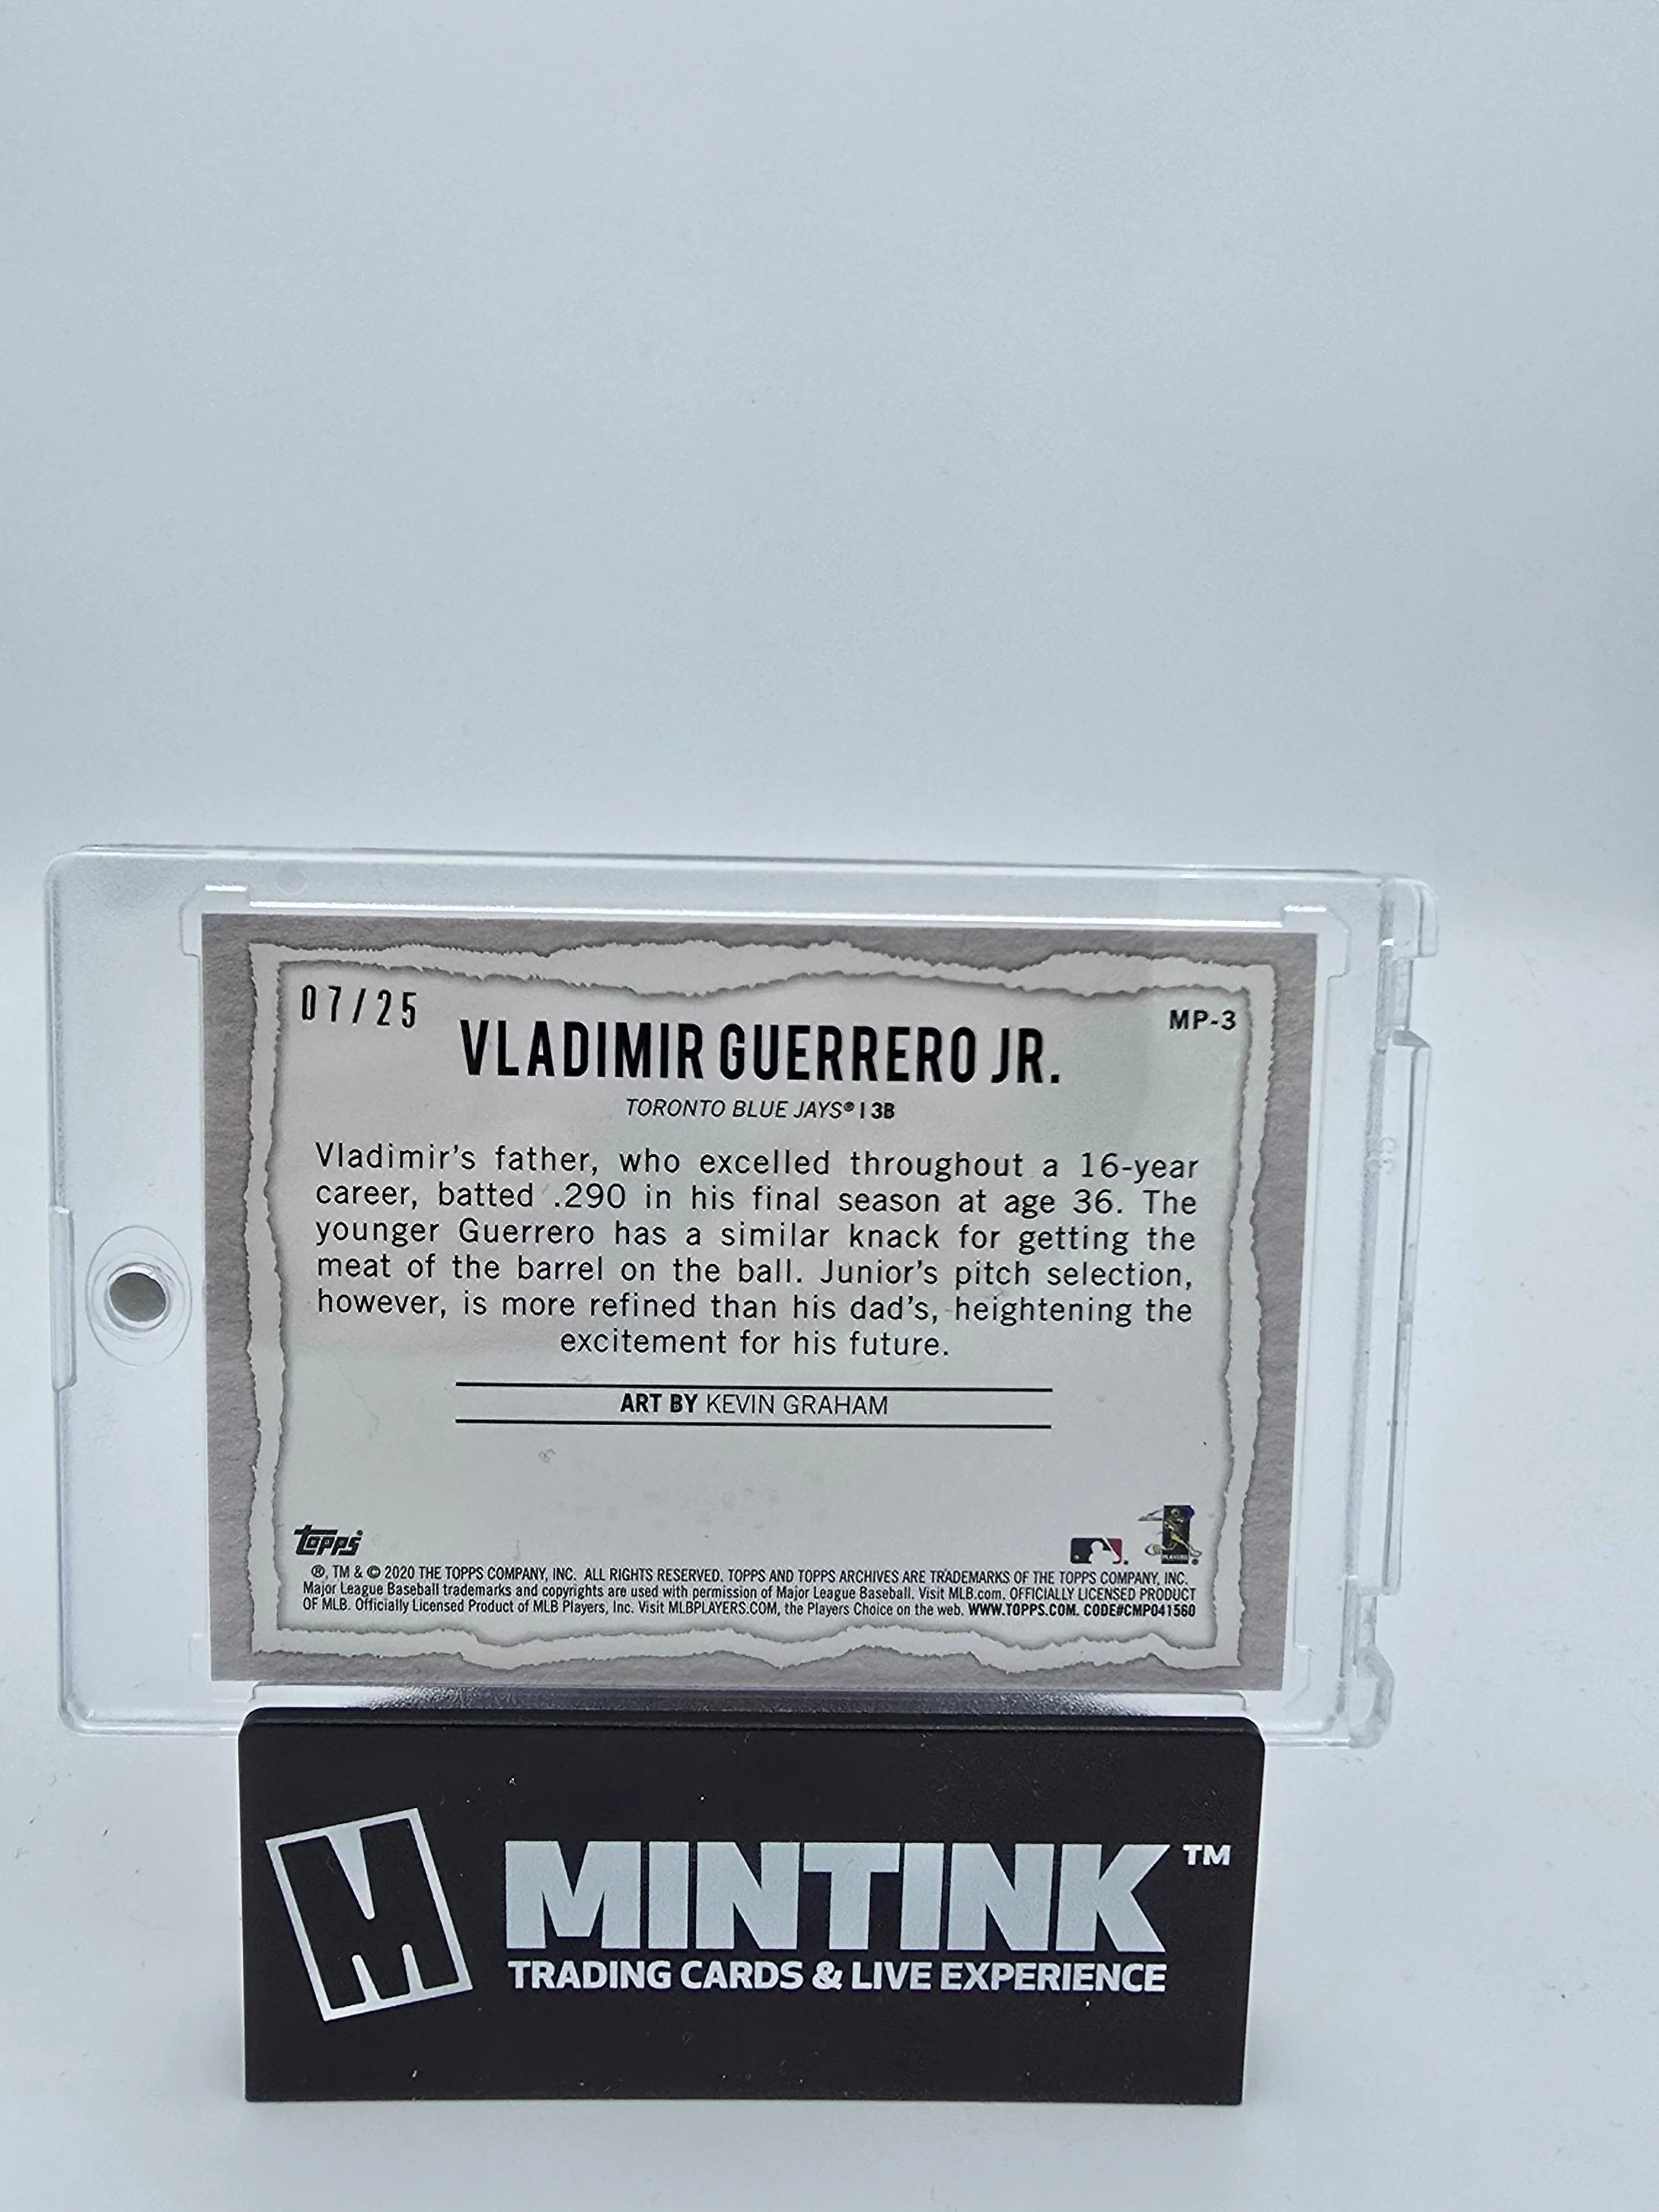 07/25
MP-3
VLADIMIR GUERRERO JR.
TORONTO BLUE JAYS® | 3B
Vladimir's father, who excelled throughout a 16-year
career, batted .290 in his final season at age 36. The
younger Guerrero has a similar knack for getting the
meat of the barrel on the ball. Junior's pitch selection,
however, is more refined than his dad's, heightening the
excitement for his future.
ART BY KEVIN GRAHAM
topps
®, TM & © 2020 THE TOPPS COMPANY, INC. ALL RIGHTS RESERVED. TOPPS AND TOPPS ARCHIVES ARE TRADEMARKS OF THE TOPPS COMPANY, INC.
Major League Baseball trademarks and copyrights are used with permission of Major League Baseball. Visit MLB.com. OFFICIALLY LICENSED PRODUCT
OF MLB. Officially Licensed Product of MLB Players, Inc. Visit MLBPLAYERS.COM, the Players Choice on the web. WWW.TOPPS.COM. CODE#CMP041560
M MINTINK™
TRADING CARDS & LIVE EXPERIENCE